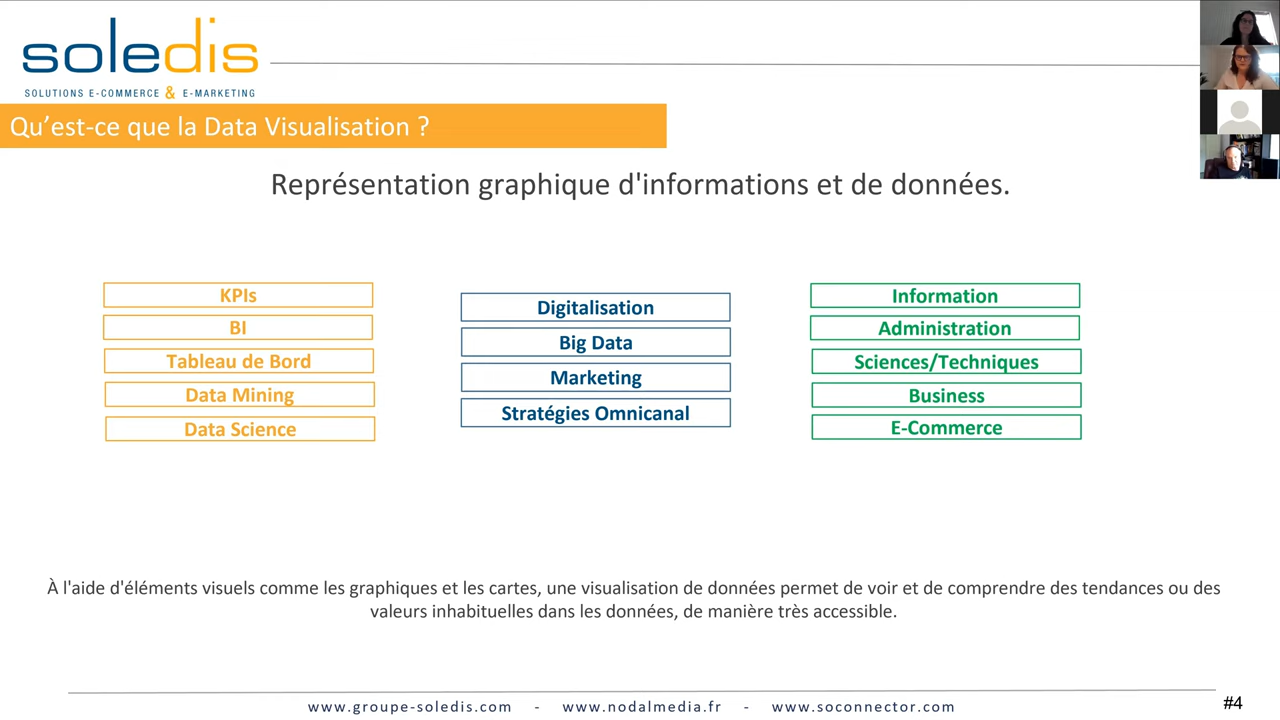 soledis
SOLUTIONS E-COMMERCE & E-MARKETING
Qu’est-ce que la Data Visualisation ?
Représentation graphique d'informations et de données.
KPIs
BI
Tableau de Bord
Data Mining
Data Science
Digitalisation
Big Data
Marketing
Stratégies Omnicanal
Information
Administration
Sciences/Techniques
Business
E-Commerce
À l'aide d'éléments visuels comme les graphiques et les cartes, une visualisation de données permet de voir et de comprendre des tendances ou des
valeurs inhabituelles dans les données, de manière très accessible.
www.groupe-soledis.com - www.nodalmedia.fr - www.soconnector.com
#4